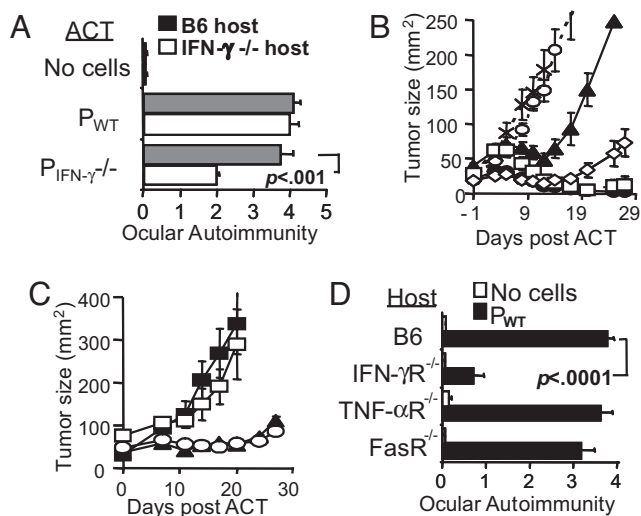 A
ACT
B6 host
IFN-γ -/- host
No cells
PWT
PIFN-γ-/-
p<.001
0 1 2 3 4 5
Ocular Autoimmunity
B
Tumor size (mm²)
250
200
150
100
50
0
-1 9 19 29
Days post ACT
C
Tumor size (mm²)
400
300
200
100
0
0 10 20 30
Days post ACT
D
Host
No cells
PWT
B6
IFN-γR-/-
TNF-αR-/-
FasR-/-
p<.0001
0 1 2 3 4
Ocular Autoimmunity